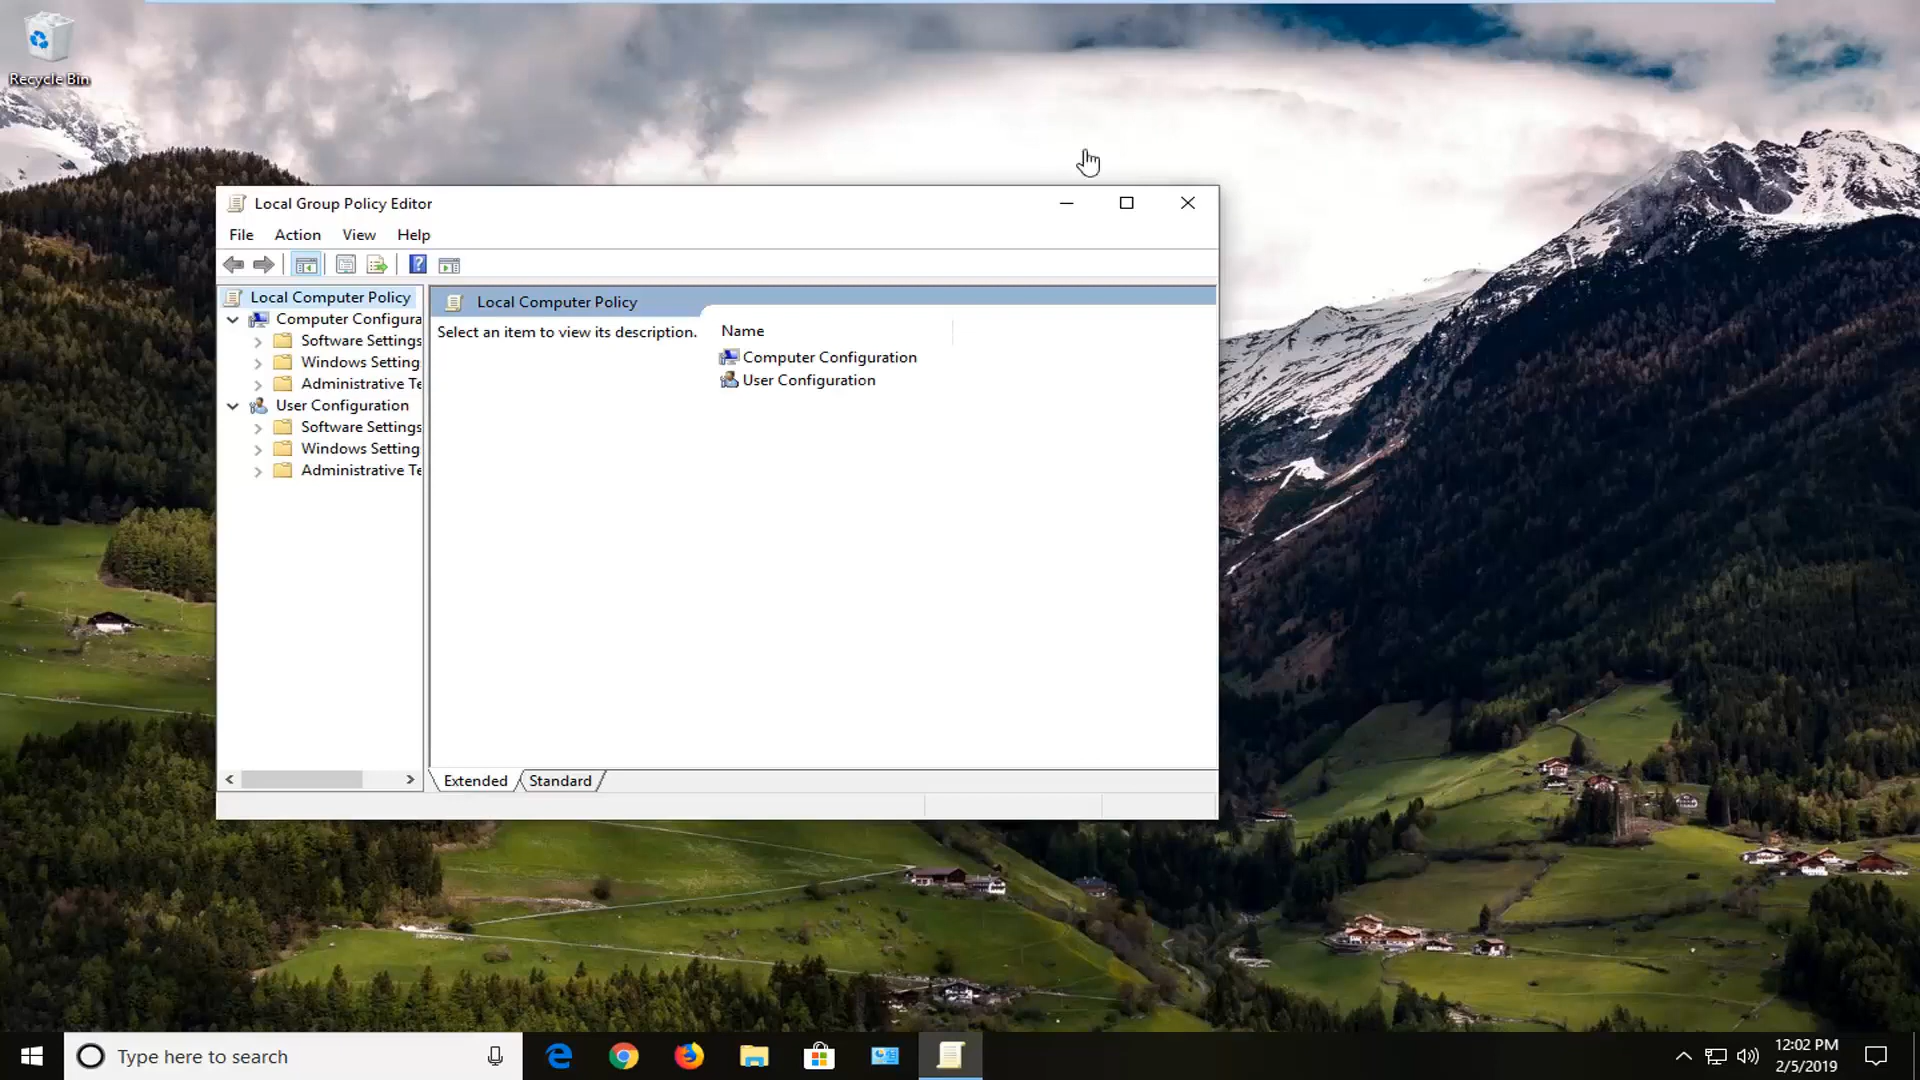 Recycle Bin
Local Group Policy Editor
File Action View Help
Local Computer Policy
Computer Configura
Software Settings
Windows Setting
Administrative Te
User Configuration
Software Settings
Windows Setting
Administrative Te
Local Computer Policy
Select an item to view its description.
Name
Computer Configuration
User Configuration
Extended Standard
Type here to search
12:02 PM
2/5/2019